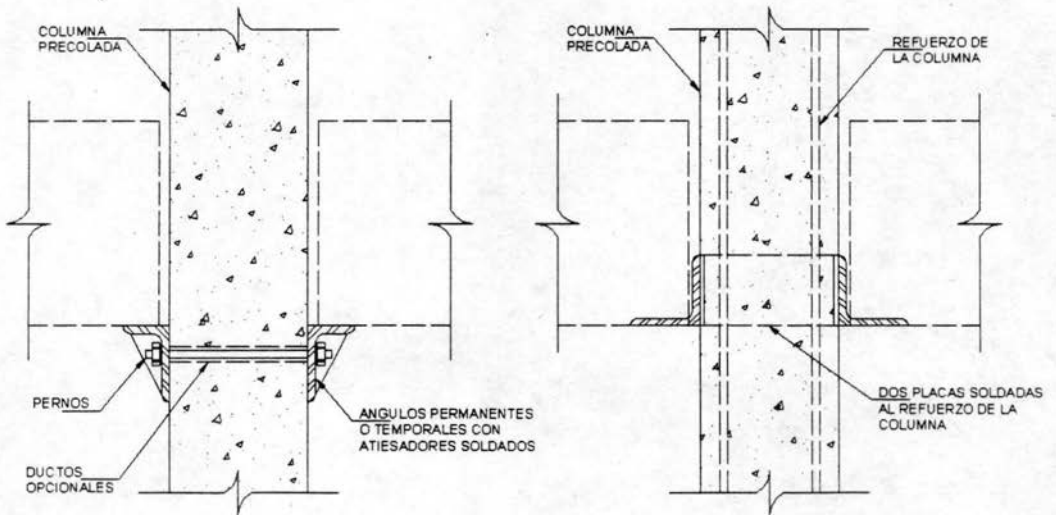 COLUMNA
PRECOLADA
PERNOS
DUCTOS
OPCIONALES
ANGULOS PERMANENTES
O TEMPORALES CON
ATIESADORES SOLDADOS
COLUMNA
PRECOLADA
REFUERZO DE
LA COLUMNA
DOS PLACAS SOLDADAS
AL REFUERZO DE LA
COLUMNA